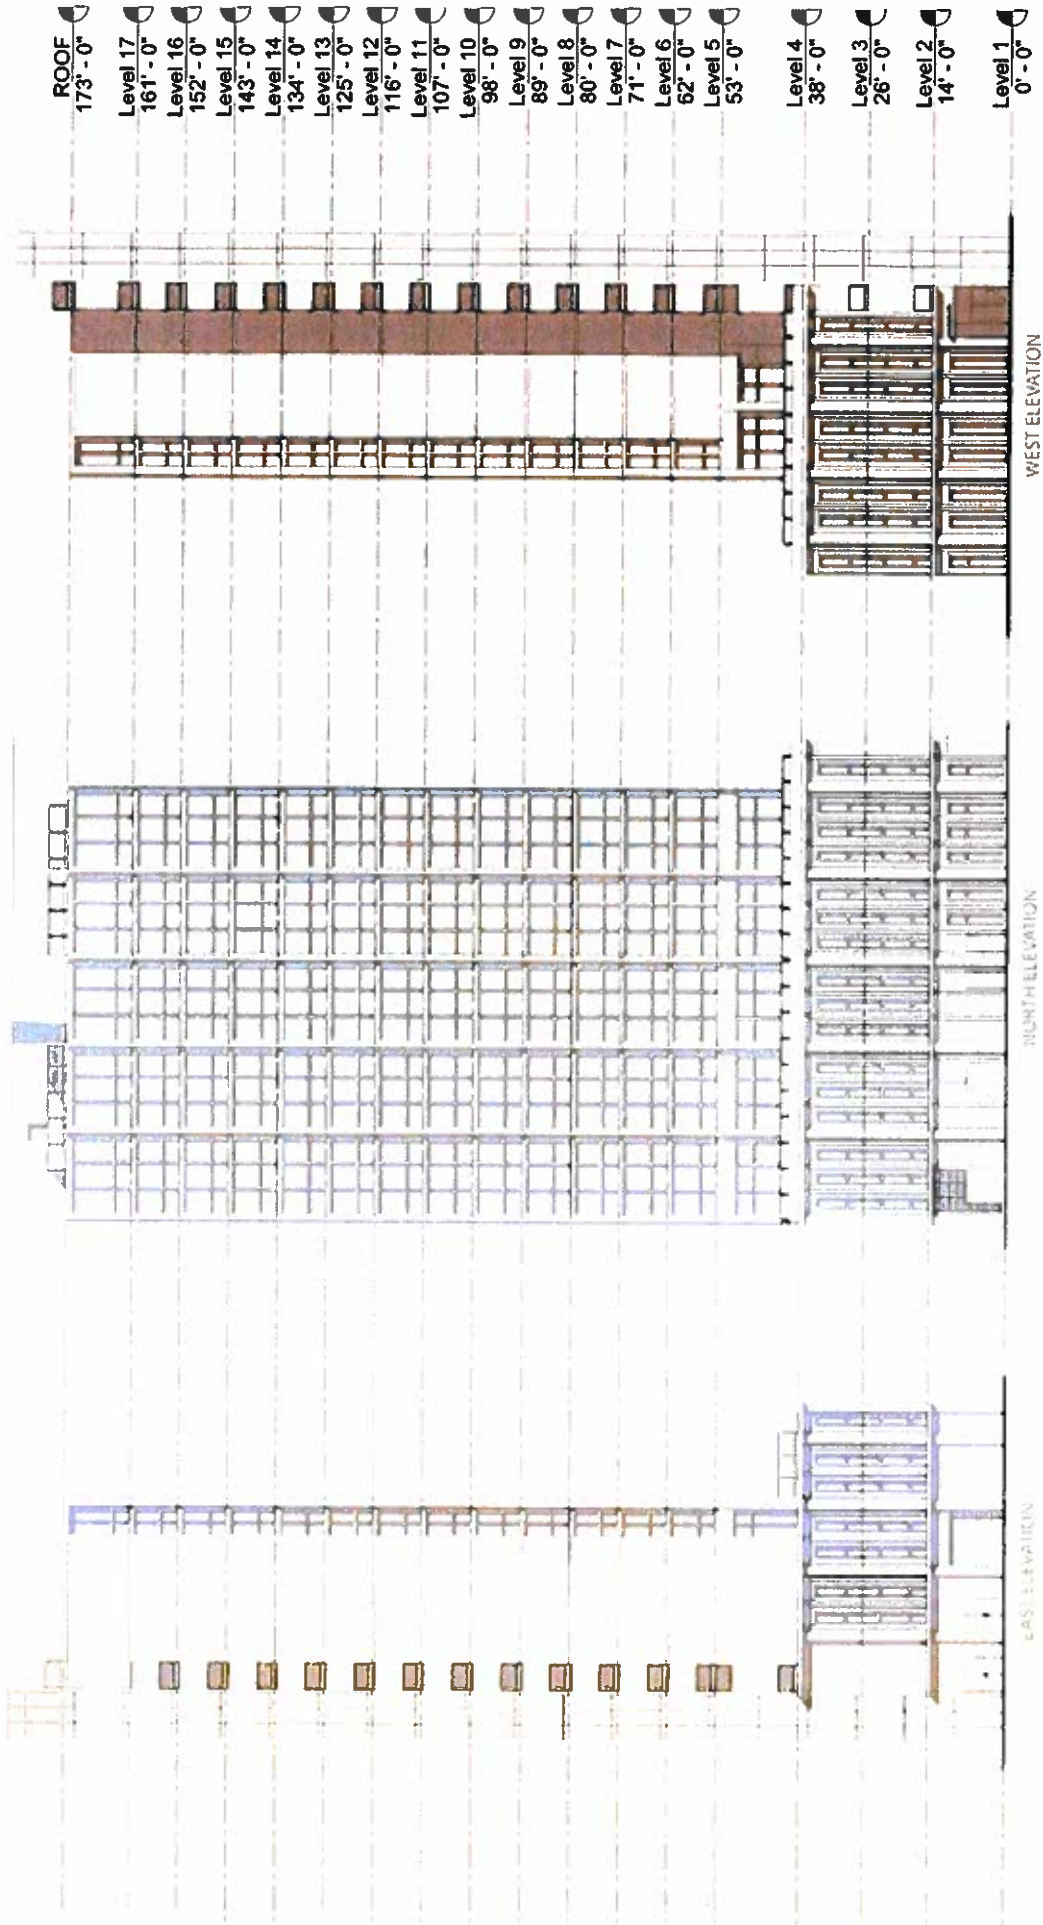 ROOF
173' - 0"
Level 17
161' - 0"
Level 16
152' - 0"
Level 15
143' - 0"
Level 14
134' - 0"
Level 13
125' - 0"
Level 12
116' - 0"
Level 11
107' - 0"
Level 10
98' - 0"
Level 9
89' - 0"
Level 8
80' - 0"
Level 7
71' - 0"
Level 6
62' - 0"
Level 5
53' - 0"
Level 4
38' - 0"
Level 3
26' - 0"
Level 2
14' - 0"
Level 1
0' - 0"
WEST ELEVATION
NORTH ELEVATION
EAST ELEVATION